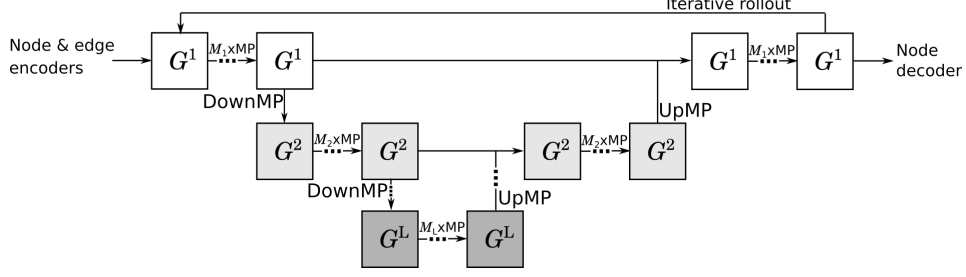 Iterative rollout
Node & edge
encoders
G¹
M₁xMP
G¹
G¹
M₁xMP
G¹
Node
decoder
DownMP
UpMP
G²
M₂xMP
G²
G²
M₂xMP
G²
DownMP
UpMP
Gᴸ
M_LxMP
Gᴸ